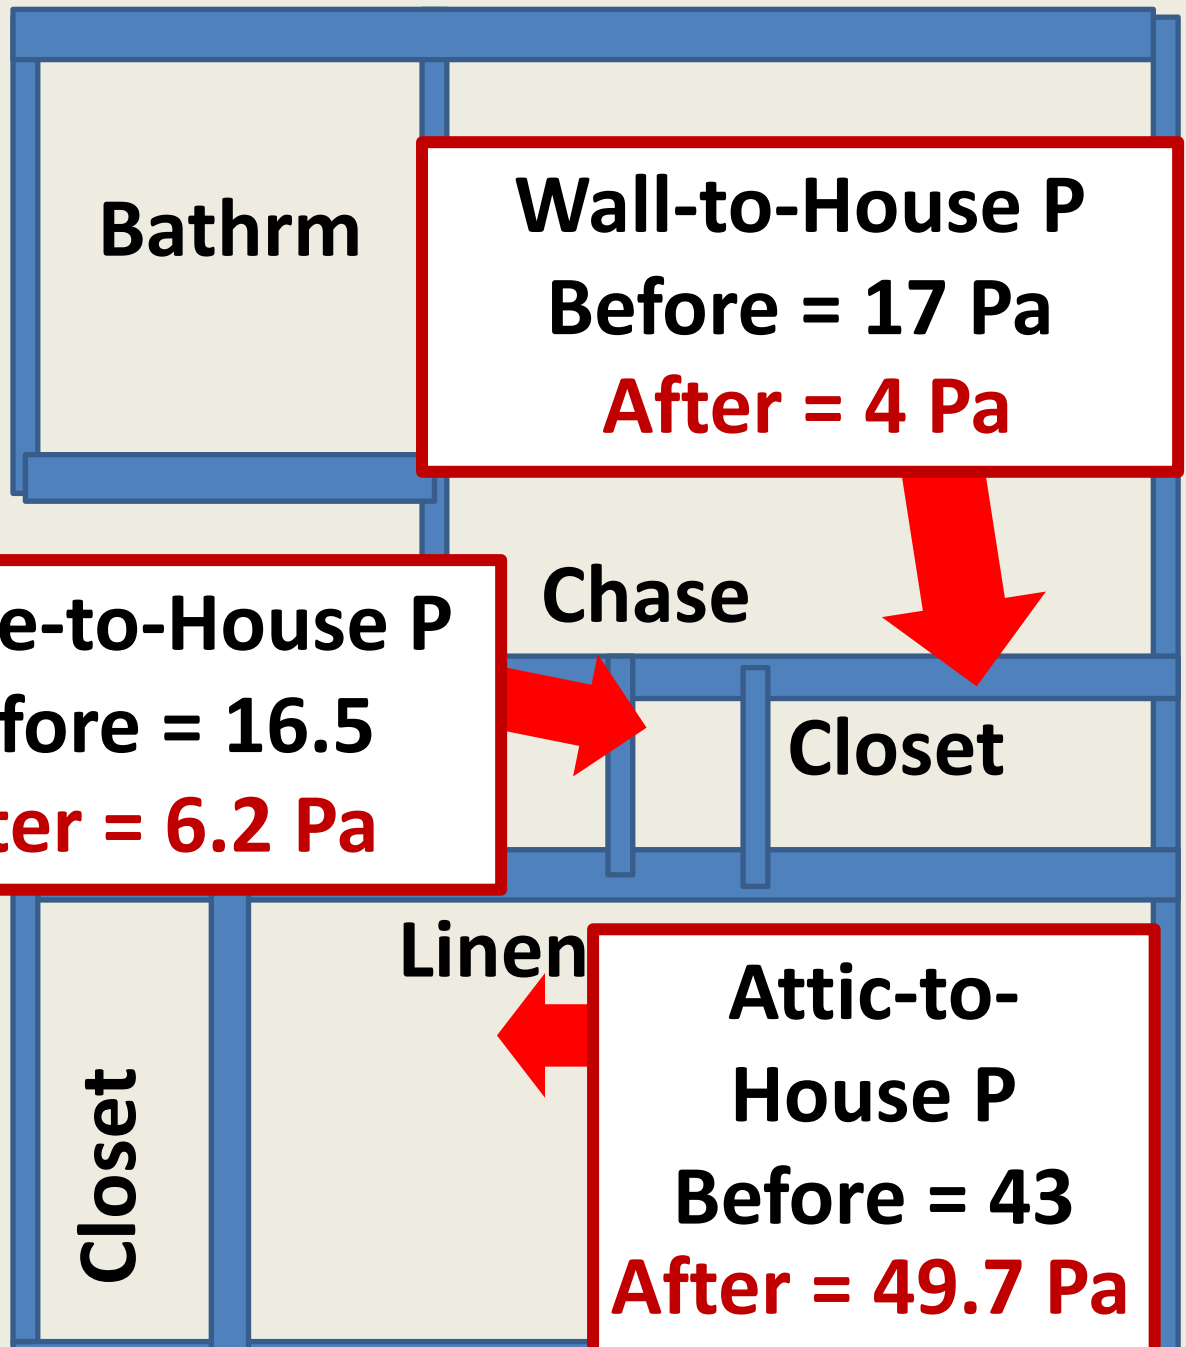 Bathrm
Wall-to-House P
Before = 17 Pa
After = 4 Pa
Chase
e-to-House P
fore = 16.5
ter = 6.2 Pa
Closet
Linen
Attic-to-
House P
Before = 43
After = 49.7 Pa
Closet